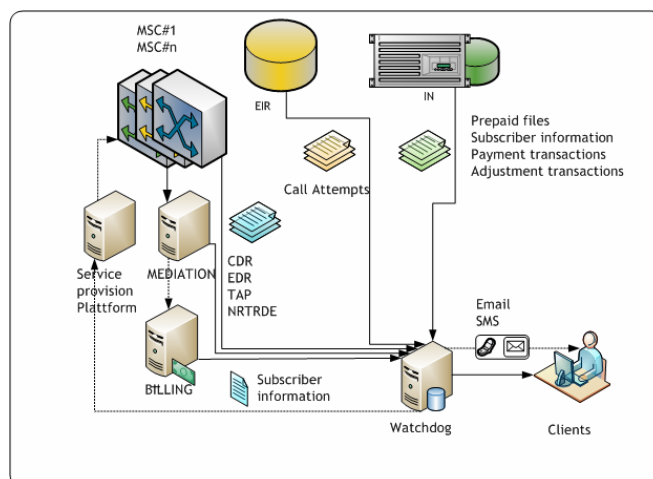 MSC#1
MSC#n
EIR
IN
Prepaid files
Subscriber information
Payment transactions
Adjustment transactions
Call Attempts
CDR
EDR
TAP
NRTRDE
Service
provision
Plattform
MEDIATION
Email
SMS
BILLING
Subscriber
information
Watchdog
Clients